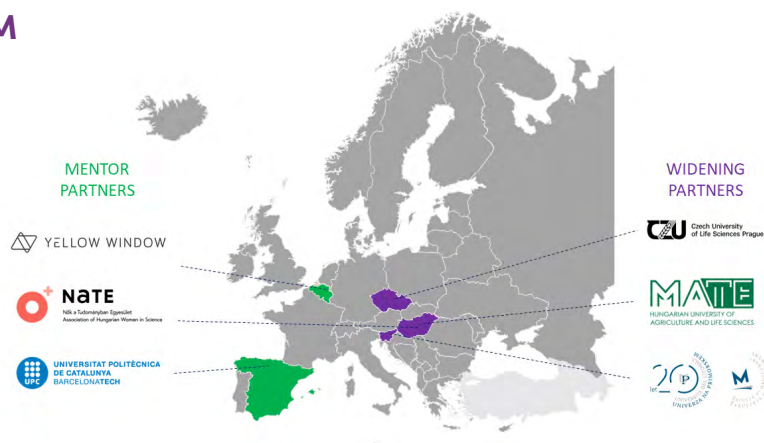 M
MENTOR
PARTNERS
YELLOW WINDOW
NaTE
Nők a Tudományban Egyesület
Association of Hungarian Women in Science
UPC
UNIVERSITAT POLITÈCNICA
DE CATALUNYA
BARCELONATECH
WIDENING
PARTNERS
CZU
Czech University
of Life Sciences Prague
MATE
HUNGARIAN UNIVERSITY OF
AGRICULTURE AND LIFE SCIENCES
20
let
P
UNIVERZA NA PRIMORSKEM
M